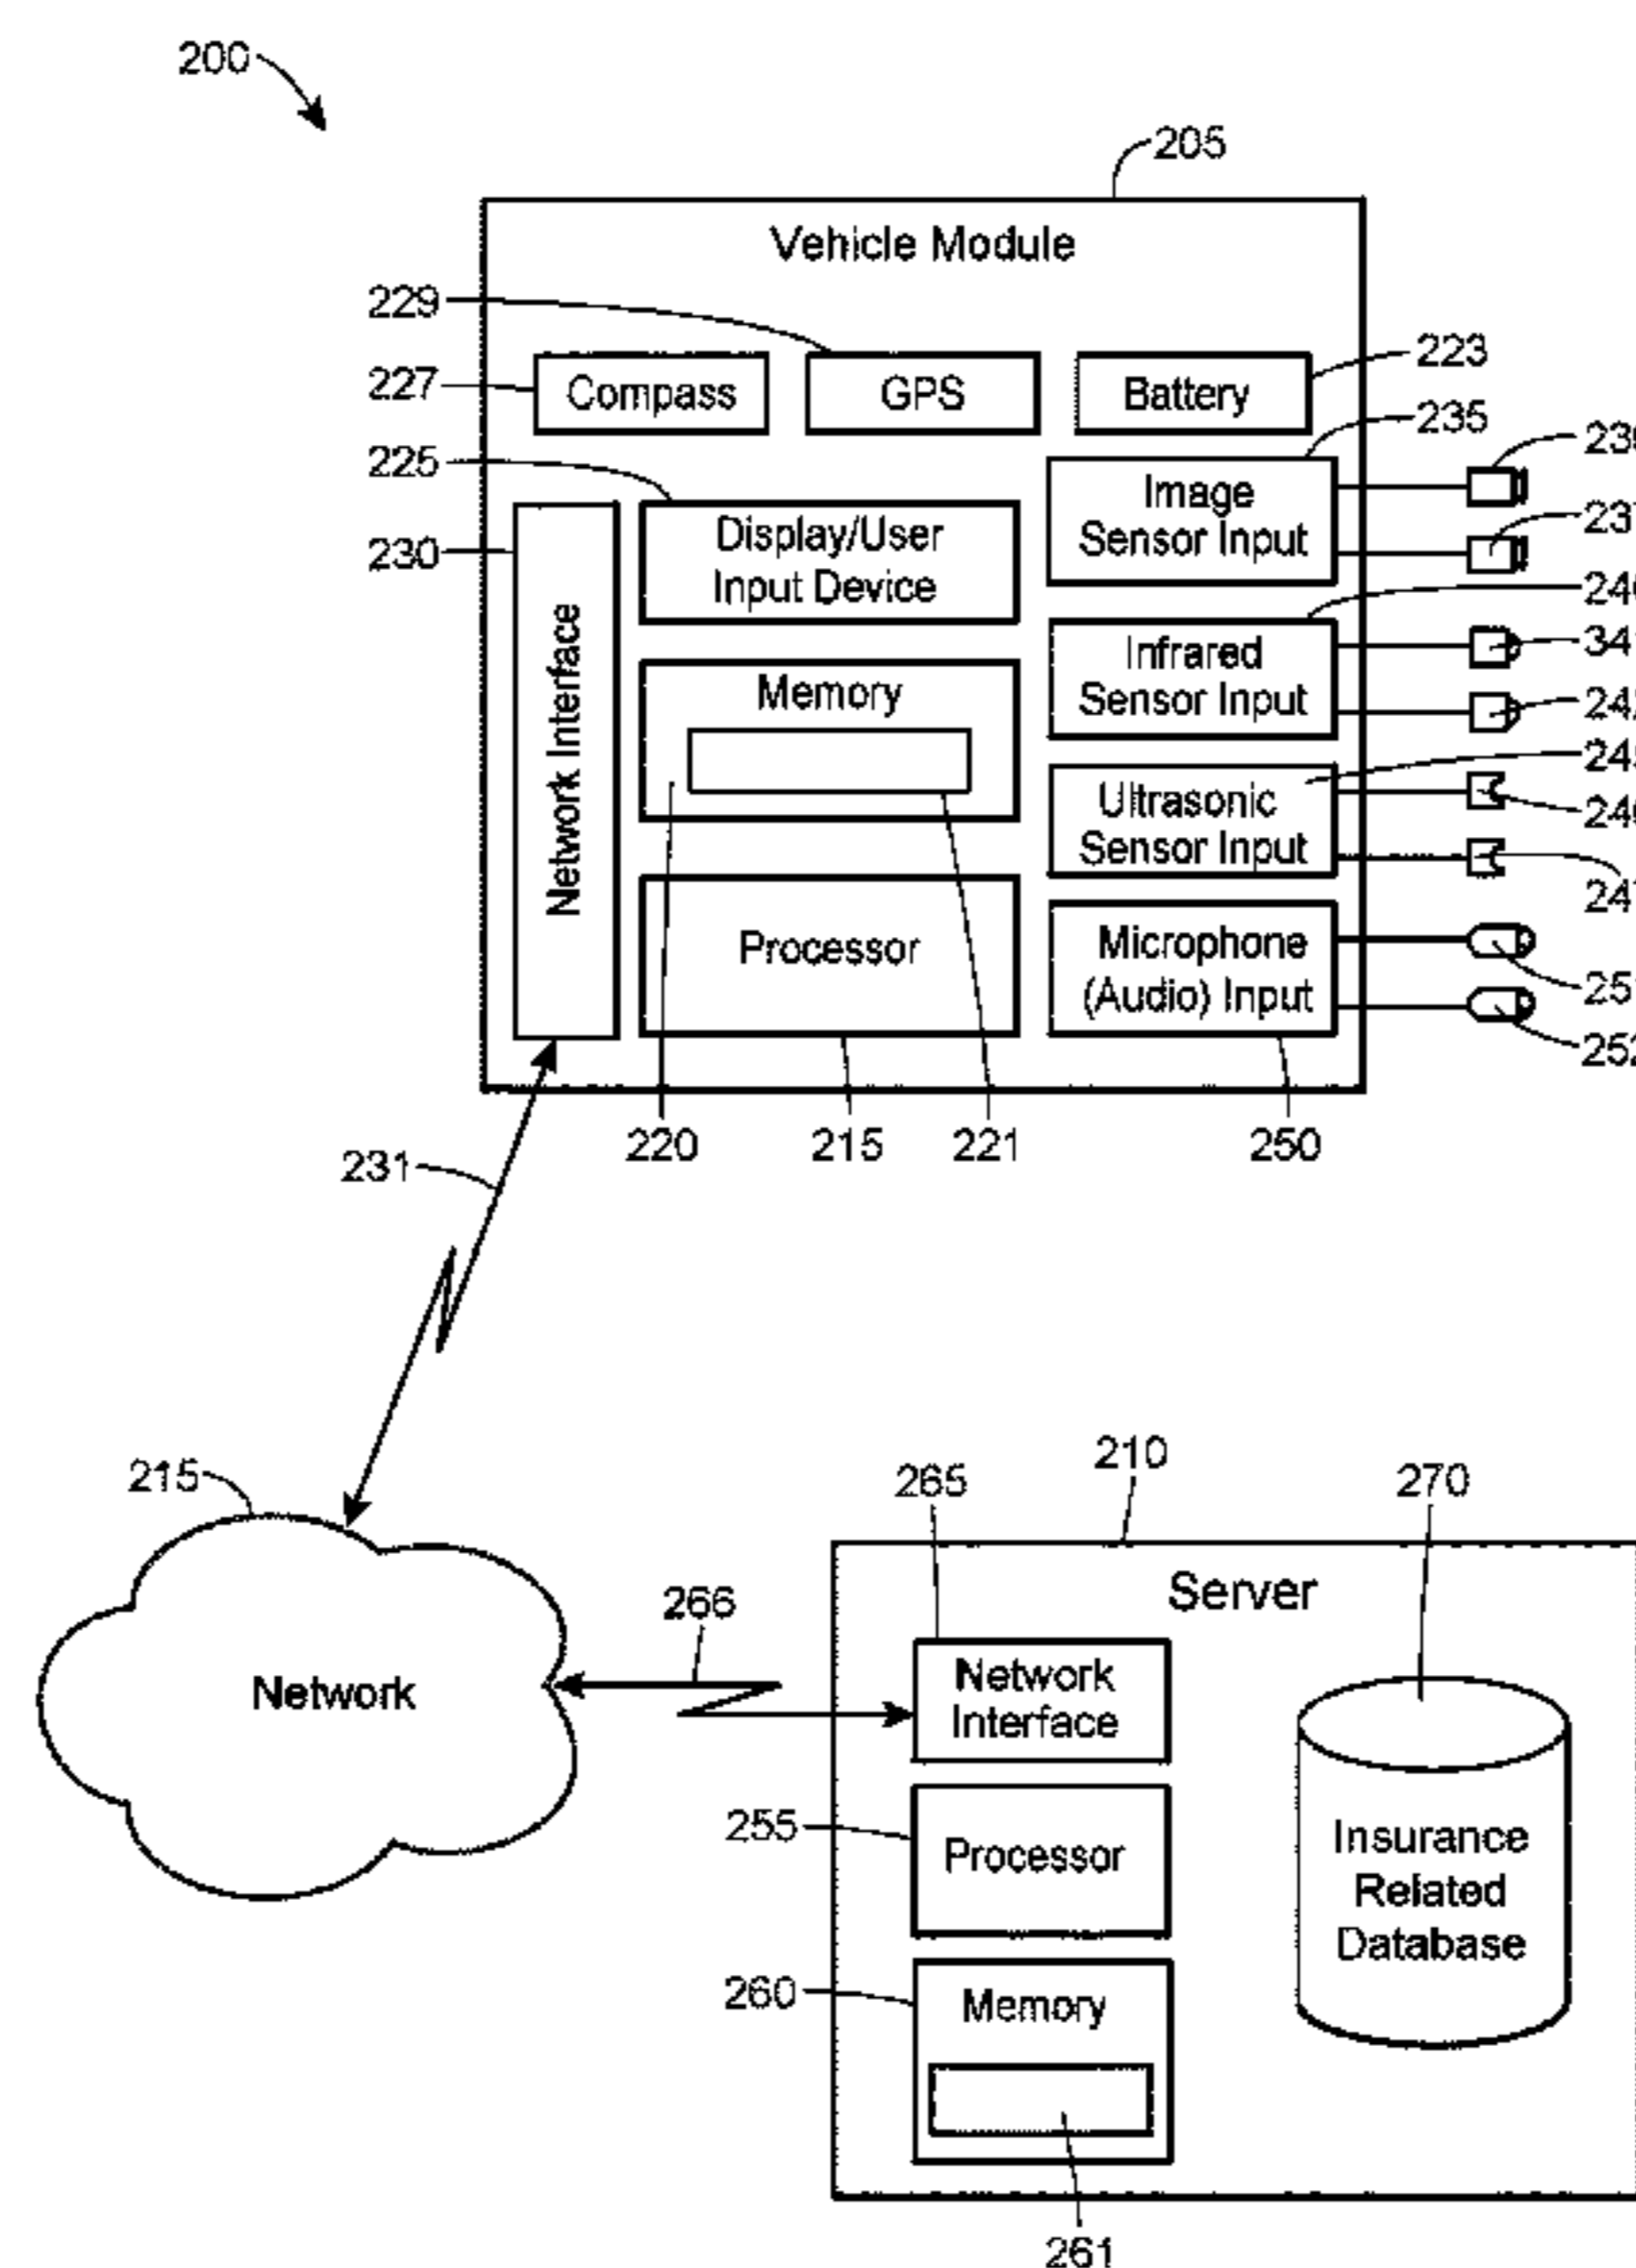 200
205
Vehicle Module
229
227
Compass
GPS
Battery
223
235
225
230
Network Interface
Display/User
Input Device
Image
Sensor Input
237
Infrared
Sensor Input
Memory
Ultrasonic
Sensor Input
Processor
Microphone
(Audio) Input
252
220
215
221
250
231
215
Network
266
265
210
270
Server
Network
Interface
255
Processor
260
Memory
Insurance
Related
Database
261